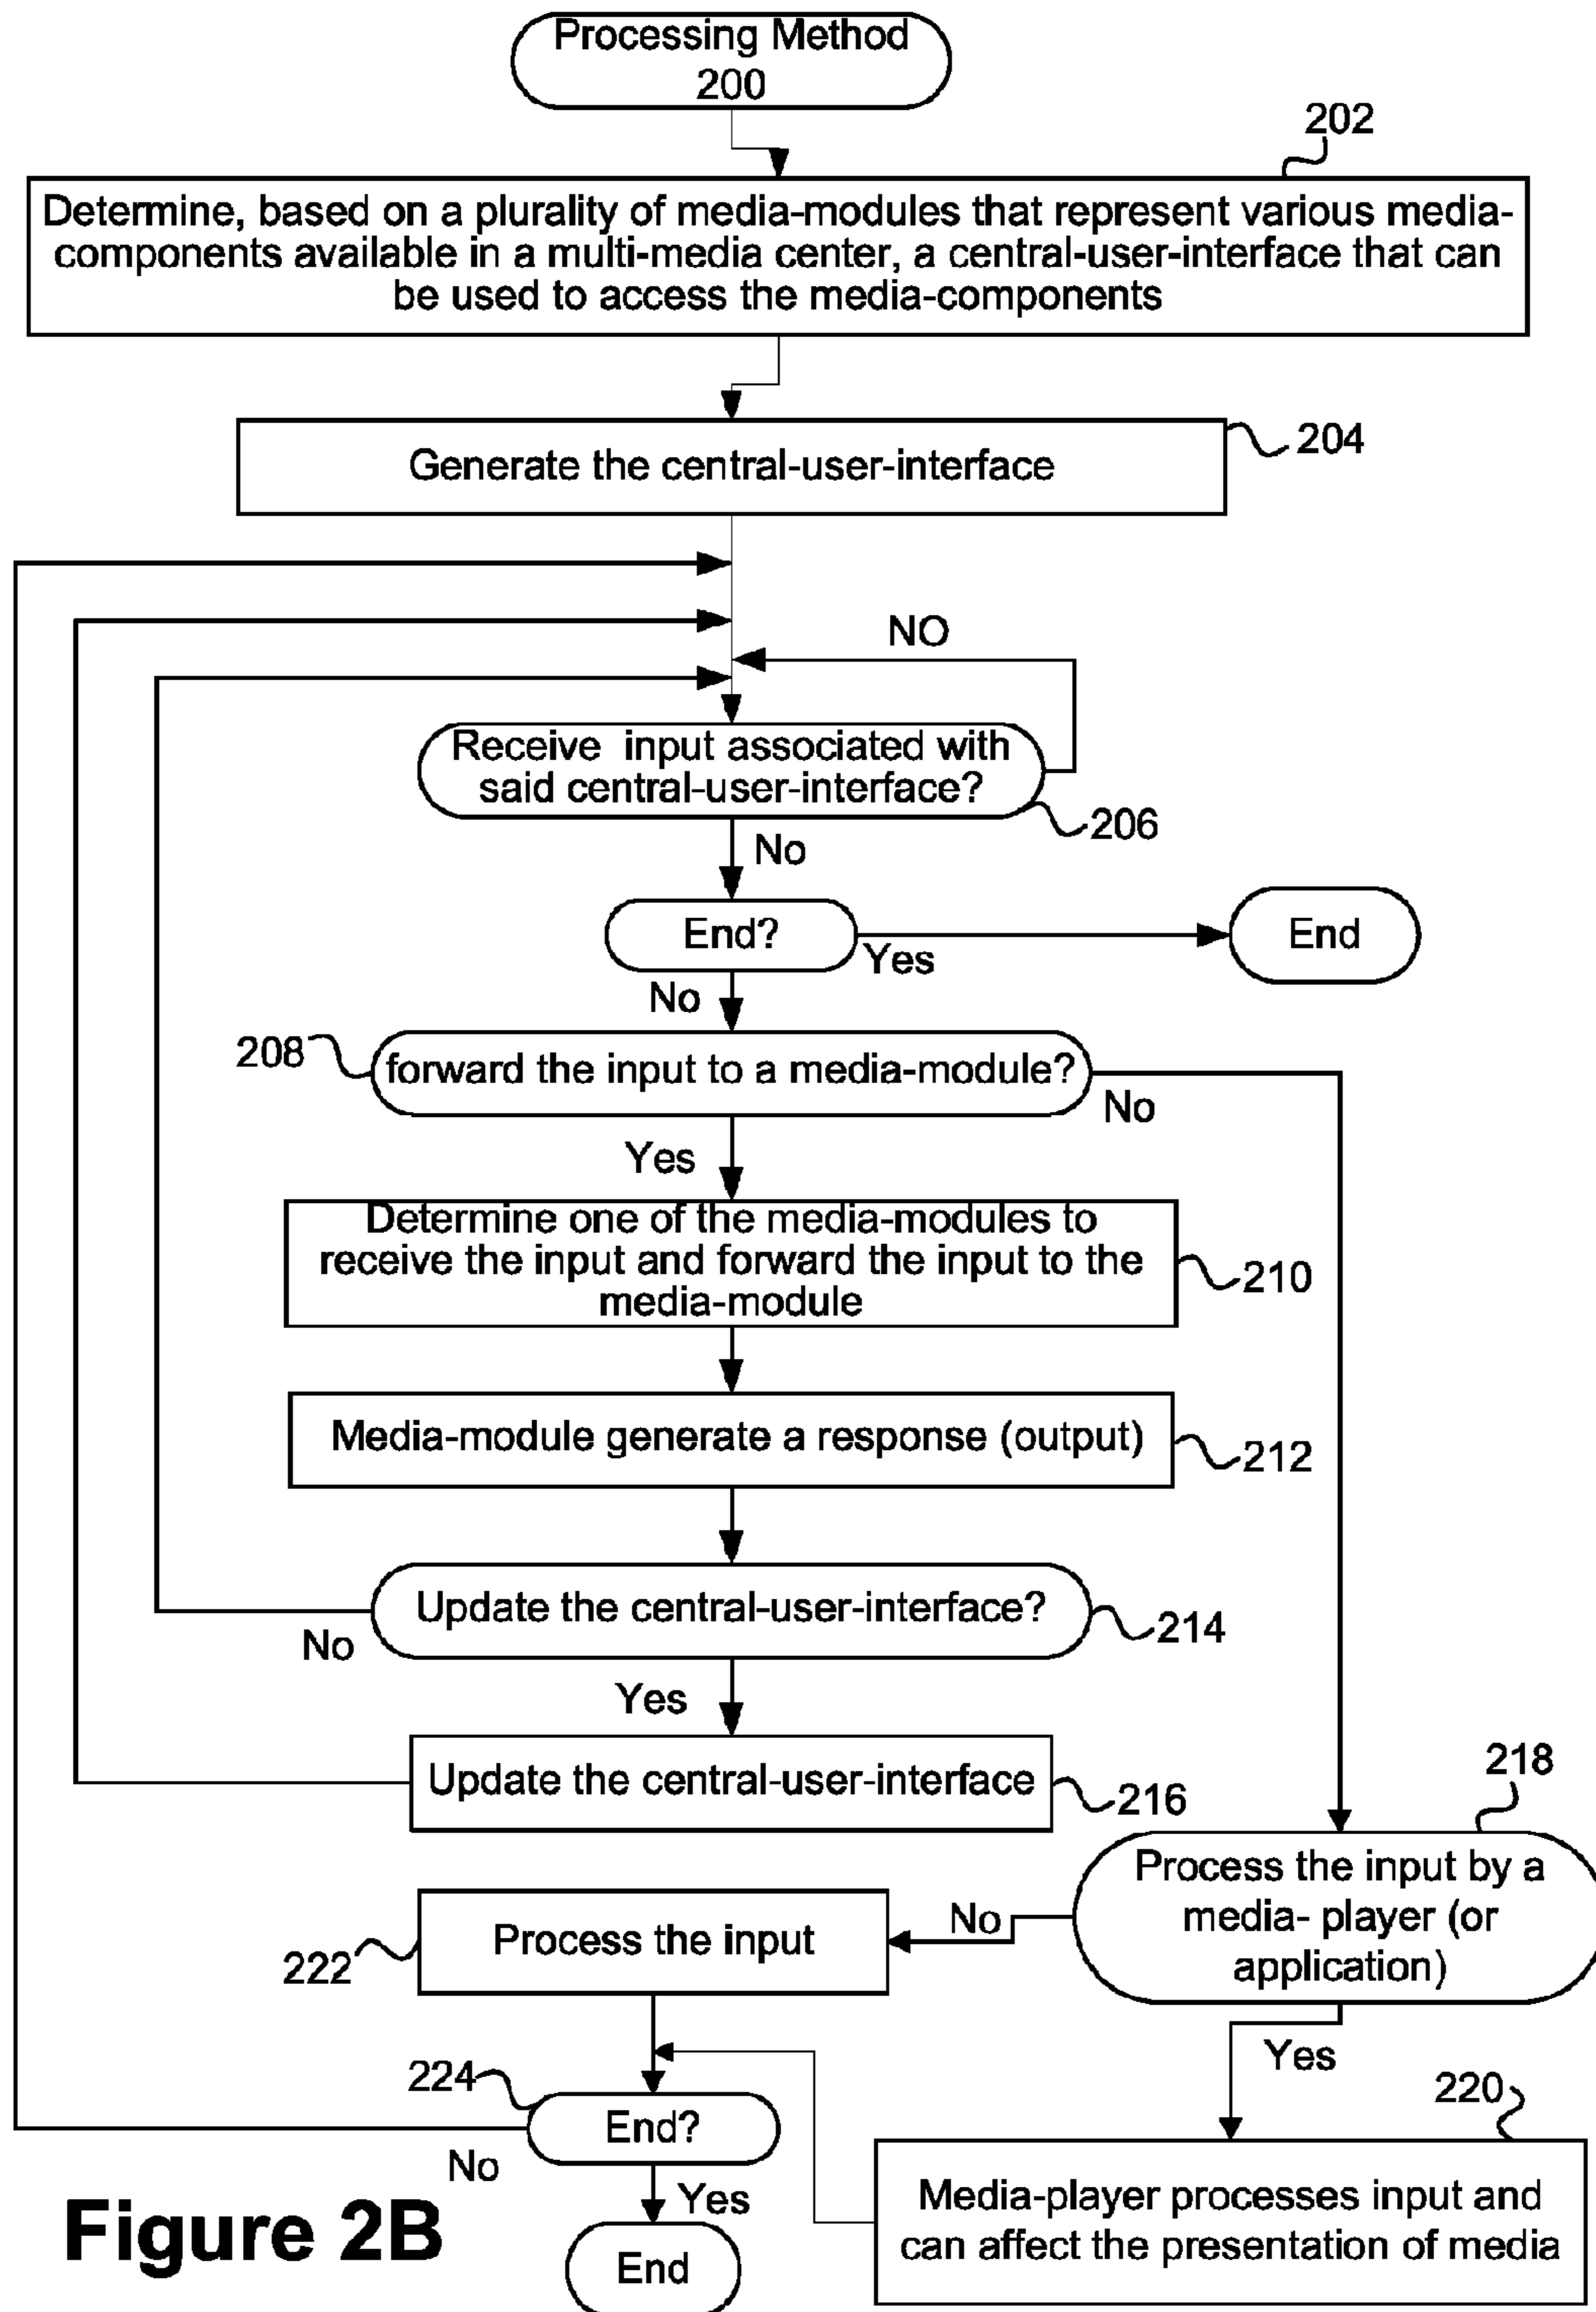 Processing Method
200
202
Determine, based on a plurality of media-modules that represent various media-
components available in a multi-media center, a central-user-interface that can
be used to access the media-components
Generate the central-user-interface
204
NO
Receive input associated with
said central-user-interface?
206
No
End?
Yes
End
No
208
forward the input to a media-module?
No
Yes
Determine one of the media-modules to
receive the input and forward the input to the
media-module
210
Media-module generate a response (output)
212
Update the central-user-interface?
214
No
Yes
Update the central-user-interface
216
218
Process the input by a
media- player (or
application)
No
Process the input
222
Yes
224
End?
No
220
Yes
Media-player processes input and
can affect the presentation of media
End
Figure 2B